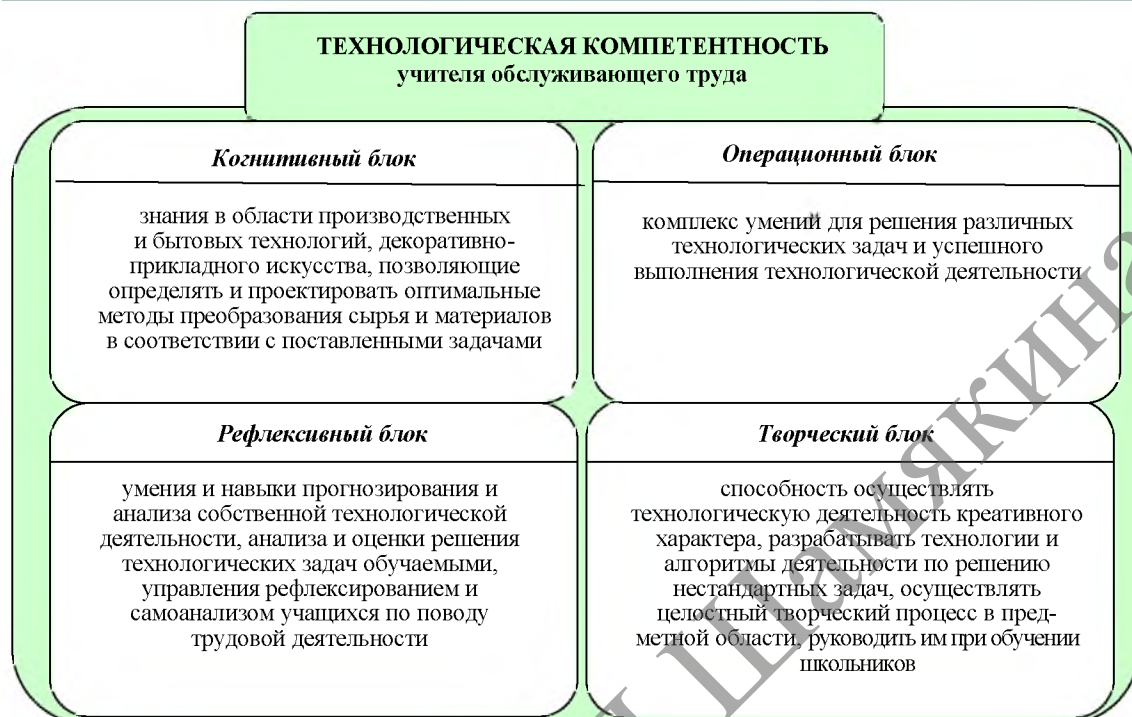 ТЕХНОЛОГИЧЕСКАЯ КОМПЕТЕНТНОСТЬ
учителя обслуживающего труда
Когнитивный блок
знания в области производственных
и бытовых технологий, декоративно-
прикладного искусства, позволяющие
определять и проектировать оптимальные
методы преобразования сырья и материалов
в соответствии с поставленными задачами
Операционный блок
комплекс умений для решения различных
технологических задач и успешного
выполнения технологической деятельности
Рефлексивный блок
умения и навыки прогнозирования и
анализа собственной технологической
деятельности, анализа и оценки решения
технологических задач обучаемыми,
управления рефлексированием и
самоанализом учащихся по поводу
трудовой деятельности
Творческий блок
способность осуществлять
технологическую деятельность креативного
характера, разрабатывать технологии и
алгоритмы деятельности по решению
нестандартных задач, осуществлять
целостный творческий процесс в пред-
метной области, руководить им при обучении
школьников
Шамякина